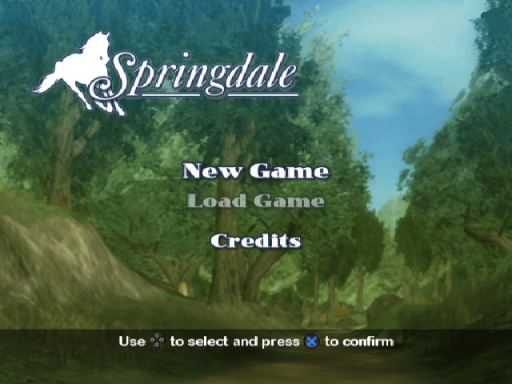 Springdale
New Game
Load Game
Credits
Use to select and press to confirm